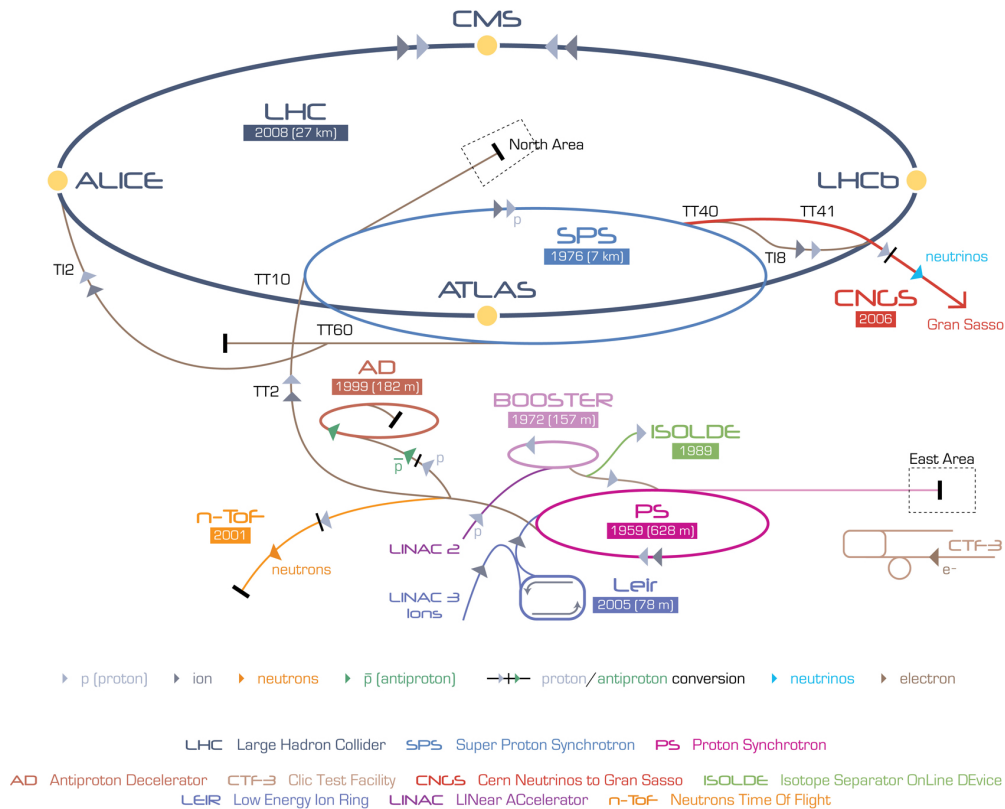 CMS
LHC
2008 (27 km)
North Area
ALICE
LHCb
TT40
TT41
p
SPS
1976 (7 km)
TI8
neutrinos
TI2
TT10
ATLAS
CNGS
2006
Gran Sasso
TT60
AD
1999 (182 m)
TT2
BOOSTER
1972 (157 m)
ISOLDE
1989
p̅
p
East Area
n-ToF
2001
PS
1959 (628 m)
p
LINAC 2
neutrons
CTF-3
e-
LINAC 3
Ions
Leir
2005 (78 m)
p (proton) ion neutrons p̅ (antiproton) proton/antiproton conversion neutrinos electron
LHC Large Hadron Collider SPS Super Proton Synchrotron PS Proton Synchrotron
AD Antiproton Decelerator CTF-3 Clic Test Facility CNGS Cern Neutrinos to Gran Sasso ISOLDE Isotope Separator OnLine DEvice
LEIR Low Energy Ion Ring LINAC LINear ACcelerator n-ToF Neutrons Time Of Flight